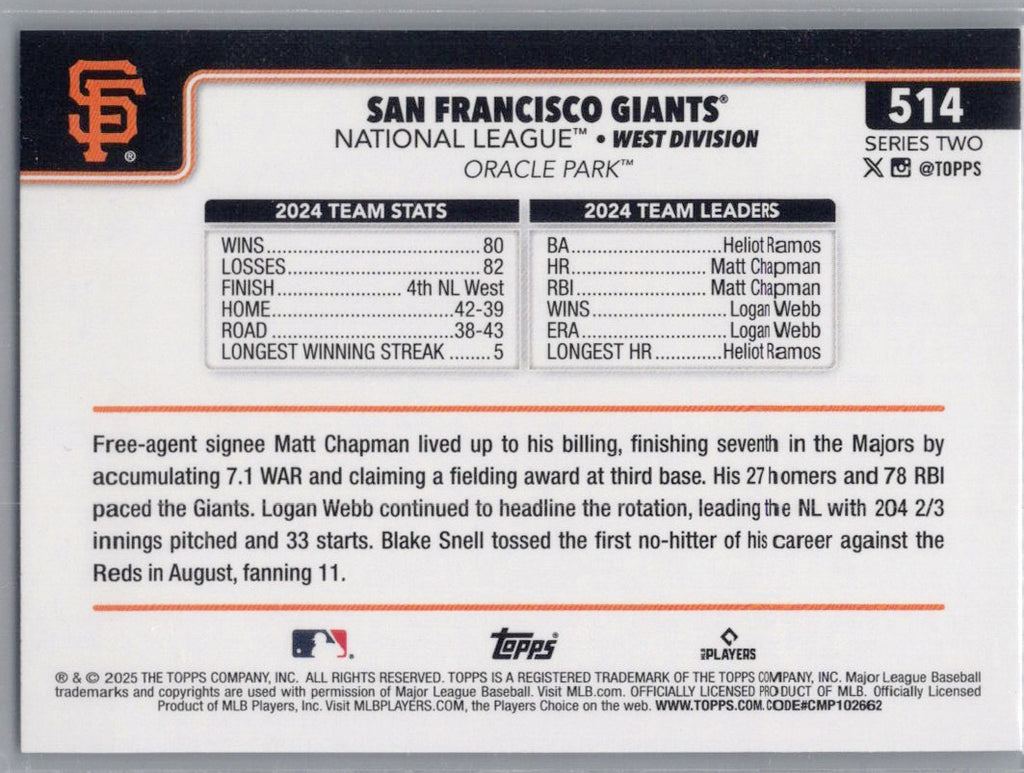 SF®
SAN FRANCISCO GIANTS®
514
NATIONAL LEAGUE™ • WEST DIVISION
SERIES TWO
ORACLE PARK™
@TOPPS
2024 TEAM STATS
WINS..............................80
LOSSES...........................82
FINISH.................. 4th NL West
HOME..........................42-39
ROAD ..........................38-43
LONGEST WINNING STREAK ........5
2024 TEAM LEADERS
BA......................Heliot Ramos
HR.................... Matt Chapman
RBI................... Matt Chapman
WINS.................... Logan Webb
ERA...................... Logan Webb
LONGEST HR ...........Heliot Ramos
Free-agent signee Matt Chapman lived up to his billing, finishing seventh in the Majors by
accumulating 7.1 WAR and claiming a fielding award at third base. His 27 homers and 78 RBI
paced the Giants. Logan Webb continued to headline the rotation, leading the NL with 204 2/3
innings pitched and 33 starts. Blake Snell tossed the first no-hitter of his career against the
Reds in August, fanning 11.
Topps®
MLB PLAYERS
® & © 2025 THE TOPPS COMPANY, INC. ALL RIGHTS RESERVED. TOPPS IS A REGISTERED TRADEMARK OF THE TOPPS COMPANY, INC. Major League Baseball
trademarks and copyrights are used with permission of Major League Baseball. Visit MLB.com. OFFICIALLY LICENSED PRODUCT OF MLB. Officially Licensed
Product of MLB Players, Inc. Visit MLBPLAYERS.COM, the Players Choice on the web. WWW.TOPPS.COM. CODE#CMP102662